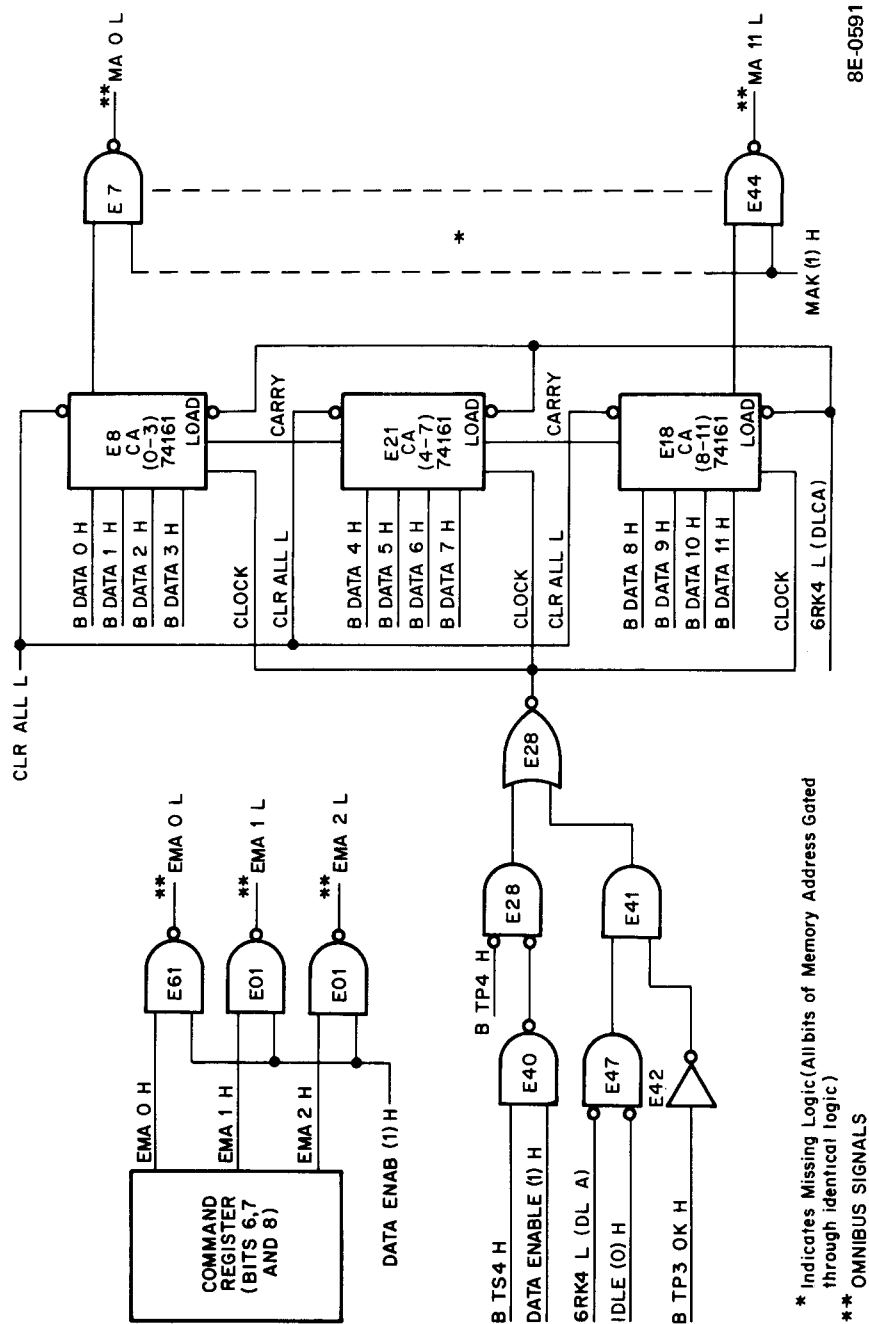 CLR ALL L
COMMAND
REGISTER
(BITS 6,7
AND 8)
EMA 0 H
EMA 1 H
EMA 2 H
E61
E01
E01
** EMA 0 L
** EMA 1 L
** EMA 2 L
DATA ENAB (1) H
B DATA 0 H
B DATA 1 H
B DATA 2 H
B DATA 3 H
CLOCK
E8
CA
(0-3)
74161
LOAD
CARRY
E7
** MA 0 L
CLR ALL L
B DATA 4 H
B DATA 5 H
B DATA 6 H
B DATA 7 H
CLOCK
E21
CA
(4-7)
74161
LOAD
CARRY
*
CLR ALL L
B DATA 8 H
B DATA 9 H
B DATA 10 H
B DATA 11 H
CLOCK
E18
CA
(8-11)
74161
LOAD
E44
** MA 11 L
MAK (1) H
6RK4 L (DLCA)
B TS4 H
DATA ENABLE (1) H
E40
B TP4 H
E28
E28
6RK4 L (DL A)
IDLE (0) H
E47
E41
E42
B TP3 OK H
* Indicates Missing Logic (All bits of Memory Address Gated
through identical logic)
** OMNIBUS SIGNALS
8E-0591